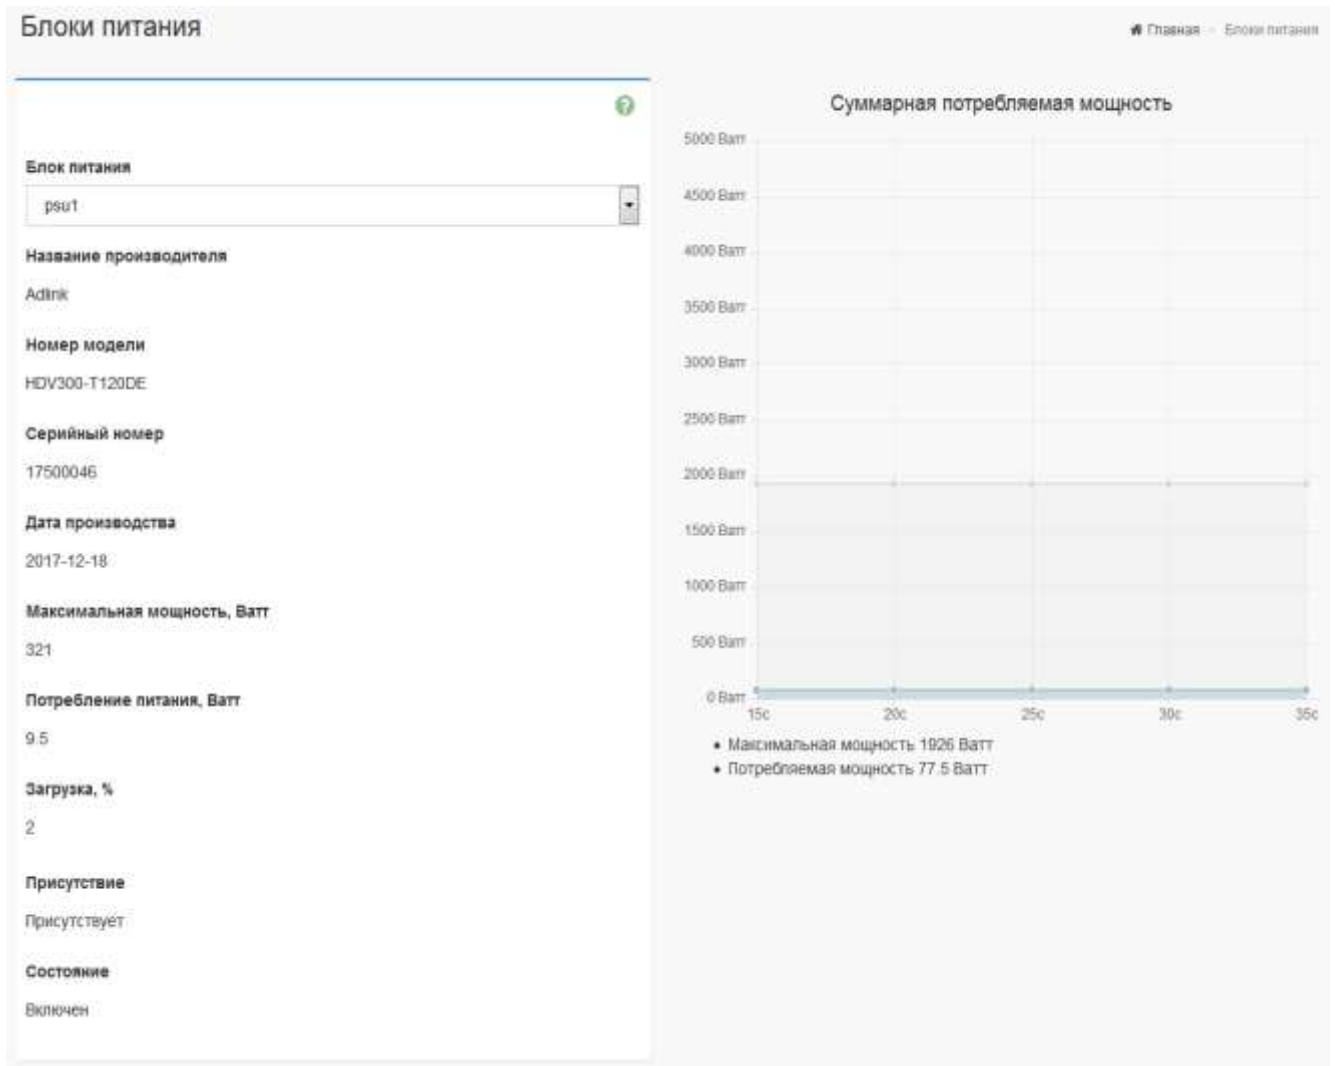 Блоки питания
Главная - Блоки питания
Блок питания
psu1
Название производителя
Adlink
Номер модели
HDV300-T120DE
Серийный номер
17500046
Дата производства
2017-12-18
Максимальная мощность, Ватт
321
Потребление питания, Ватт
9.5
Загрузка, %
2
Присутствие
Присутствует
Состояние
Включен
Суммарная потребляемая мощность
5000 Ватт
4500 Ватт
4000 Ватт
3500 Ватт
3000 Ватт
2500 Ватт
2000 Ватт
1500 Ватт
1000 Ватт
500 Ватт
0 Ватт
15с 20с 25с 30с 35с
• Максимальная мощность 1926 Ватт
• Потребляемая мощность 77.5 Ватт